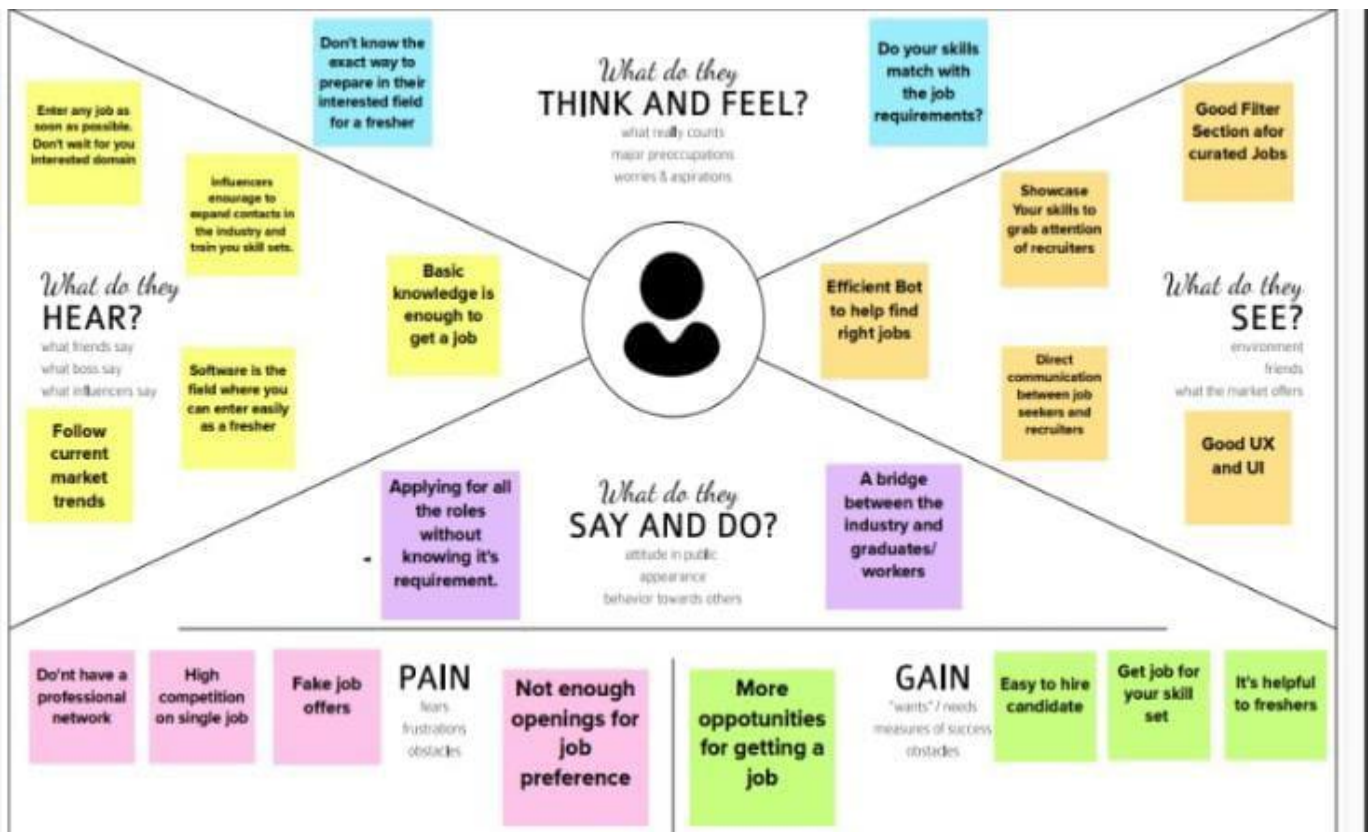 Don't know the
exact way to
prepare in their
interested field
for a fresher
What do they
THINK AND FEEL?
what really counts
major preoccupations
worries & aspirations
Do your skills
match with
the job
requirements?
Enter any job as
soon as possible.
Don't wait for you
interested domain
Influencers
enourage to
expand contacts in
the industry and
train you skill sets.
Basic
knowledge is
enough to
get a job
What do they
HEAR?
what friends say
what boss say
what influencers say
Software is the
field where you
can enter easily
as a fresher
Follow
current
market
trends
Good Filter
Section afor
curated Jobs
Showcase
Your skills to
grab attention
of recruiters
Efficient Bot
to help find
right jobs
What do they
SEE?
environment
friends
what the market offers
Direct
communication
between job
seekers and
recruiters
Good UX
and UI
Applying for all
the roles
without
knowing it's
requirement.
What do they
SAY AND DO?
attitude in public
appearance
behavior towards others
A bridge
between the
industry and
graduates/
workers
Do'nt have a
professional
network
High
competition
on single job
Fake job
offers
PAIN
fears
frustrations
obstacles
Not enough
openings for
job
preference
More
oppotunities
for getting a
job
GAIN
"wants" / needs
measures of success
obstacles
Easy to hire
candidate
Get job for
your skill
set
It's helpful
to freshers